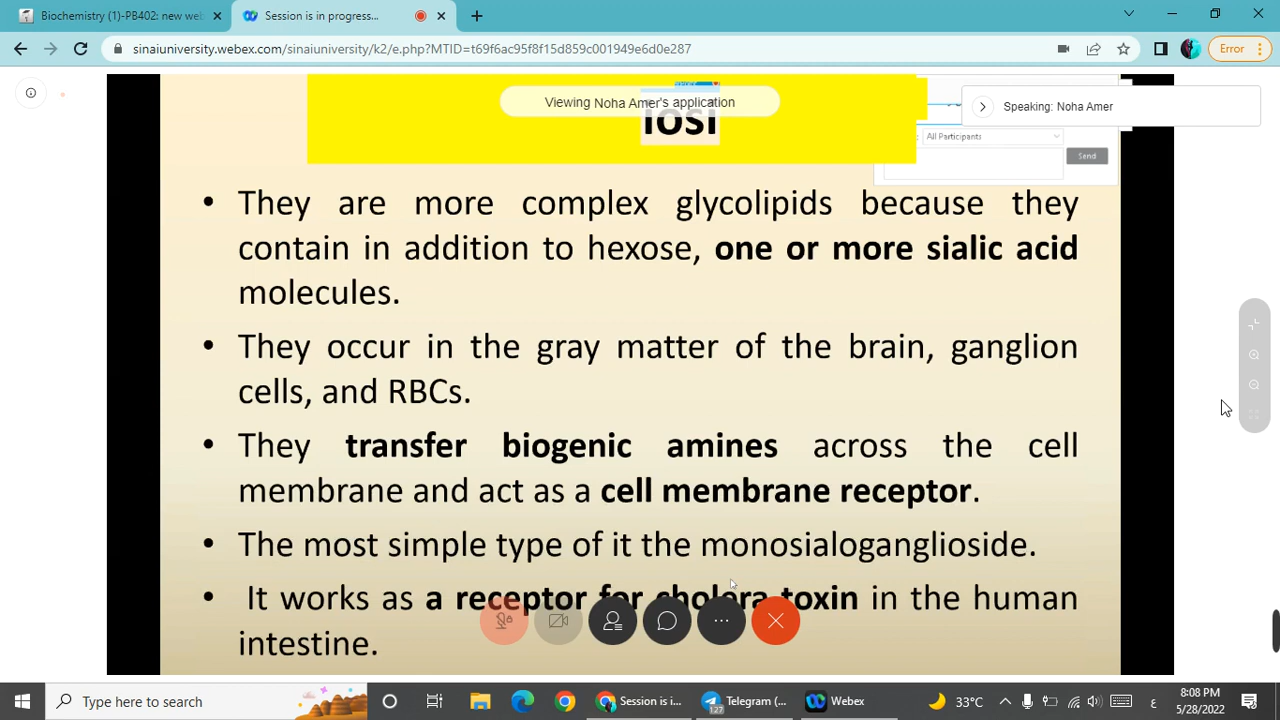 Biochemistry (1)-PB402: new web
Session is in progress...
sinaiuniversity.webex.com/sinaiuniversity/k2/e.php?MTID=t69f6ac95f8f15d859c001949e6d0e287
Error
Viewing Noha Amer's application
Speaking: Noha Amer
iosi
All Participants
Send
• They are more complex glycolipids because they
contain in addition to hexose, one or more sialic acid
molecules.
• They occur in the gray matter of the brain, ganglion
cells, and RBCs.
• They transfer biogenic amines across the cell
membrane and act as a cell membrane receptor.
• The most simple type of it the monosialoganglioside.
• It works as a receptor for cholera toxin in the human
intestine.
Type here to search
Session is i...
Telegram (...
127
Webex
33°C
ع
8:08 PM
5/28/2022